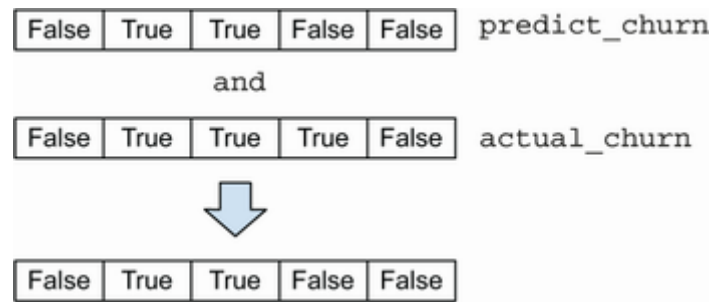 False True True False False predict_churn
and
False True True True False actual_churn
False True True False False